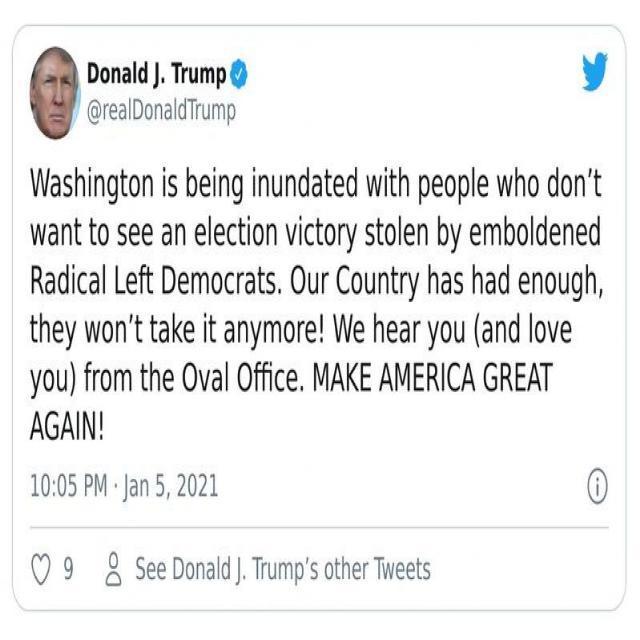 Donald J. Trump
@realDonaldTrump
Washington is being inundated with people who don't
want to see an election victory stolen by emboldened
Radical Left Democrats. Our Country has had enough,
they won't take it anymore! We hear you (and love
you) from the Oval Office. MAKE AMERICA GREAT
AGAIN!
10:05 PM · Jan 5, 2021
9 See Donald J. Trump's other Tweets